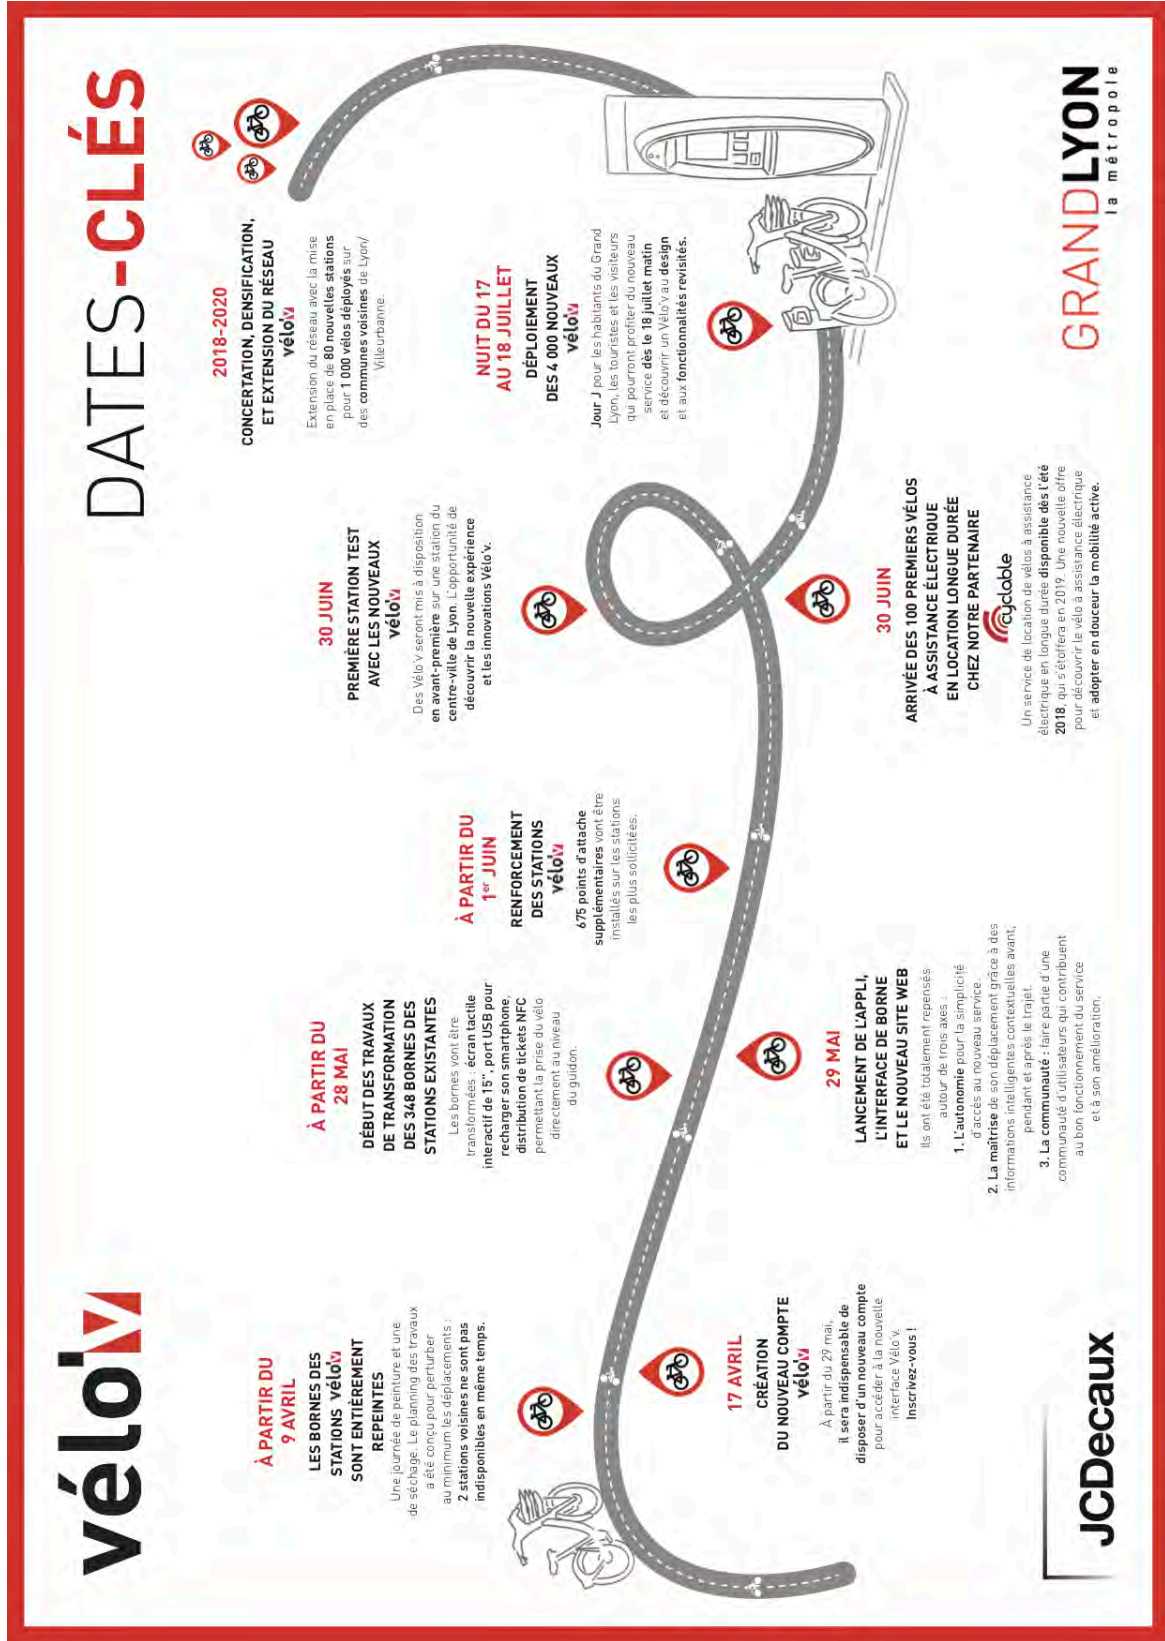 vélo'v
DATES-CLÉS
À PARTIR DU
9 AVRIL
LES BORNES DES
STATIONS vélo'v
SONT ENTIÈREMENT
REPEINTES
Une journée de peinture et une
de séchage. Le planning des travaux
a été conçu pour perturber
au minimum les déplacements :
2 stations voisines ne sont pas
indisponibles en même temps.
17 AVRIL
CRÉATION
DU NOUVEAU COMPTE
vélo'v
À partir du 29 mai,
il sera indispensable de
disposer d'un nouveau compte
pour accéder à la nouvelle
interface Vélo'v.
Inscrivez-vous !
À PARTIR DU
28 MAI
DÉBUT DES TRAVAUX
DE TRANSFORMATION
DES 348 BORNES DES
STATIONS EXISTANTES
Les bornes vont être
transformées : écran tactile
interactif de 15'', port USB pour
recharger son smartphone,
distribution de tickets NFC
permettant la prise du vélo
directement au niveau
du guidon.
29 MAI
LANCEMENT DE L'APPLI,
L'INTERFACE DE BORNE
ET LE NOUVEAU SITE WEB
Ils ont été totalement repensés
autour de trois axes :
1. L'autonomie pour la simplicité
d'accès au nouveau service.
2. La maîtrise de son déplacement grâce à des
informations intelligentes contextuelles avant,
pendant et après le trajet.
3. La communauté : faire partie d'une
communauté d'utilisateurs qui contribuent
au bon fonctionnement du service
et à son amélioration.
À PARTIR DU
1er JUIN
RENFORCEMENT
DES STATIONS
vélo'v
675 points d'attache
supplémentaires vont être
installés sur les stations
les plus sollicitées.
30 JUIN
PREMIÈRE STATION TEST
AVEC LES NOUVEAUX
vélo'v
Des Vélo'v seront mis à disposition
en avant-première sur une station du
centre-ville de Lyon. L'opportunité de
découvrir la nouvelle expérience
et les innovations Vélo'v.
30 JUIN
ARRIVÉE DES 100 PREMIERS VÉLOS
À ASSISTANCE ÉLECTRIQUE
EN LOCATION LONGUE DURÉE
CHEZ NOTRE PARTENAIRE
cyclable
Un service de location de vélos à assistance
électrique en longue durée disponible dès l'été
2018, qui s'étoffera en 2019. Une nouvelle offre
pour découvrir le vélo à assistance électrique
et adopter en douceur la mobilité active.
NUIT DU 17
AU 18 JUILLET
DÉPLOIEMENT
DES 4 000 NOUVEAUX
vélo'v
Jour J pour les habitants du Grand
Lyon, les touristes et les visiteurs
qui pourront profiter du nouveau
service dès le 18 juillet matin
et découvrir un Vélo'v au design
et aux fonctionnalités revisités.
2018-2020
CONCERTATION, DENSIFICATION,
ET EXTENSION DU RÉSEAU
vélo'v
Extension du réseau avec la mise
en place de 80 nouvelles stations
pour 1 000 vélos déployés sur
des communes voisines de Lyon/
Villeurbanne.
JCDecaux
GRANDLYON
la métropole